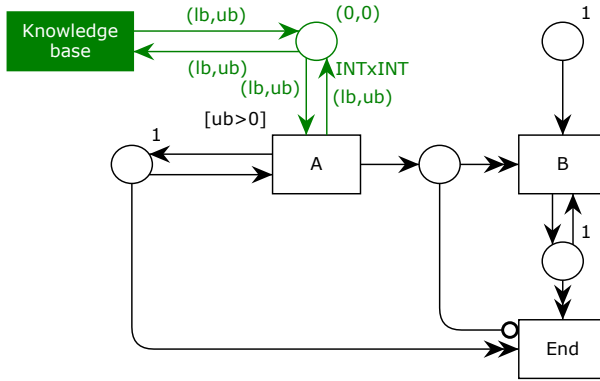 (lb,ub)
(0,0)
1
Knowledge
base
(lb,ub)
INTxINT
(lb,ub)
(lb,ub)
[ub>0]
1
A
B
1
End